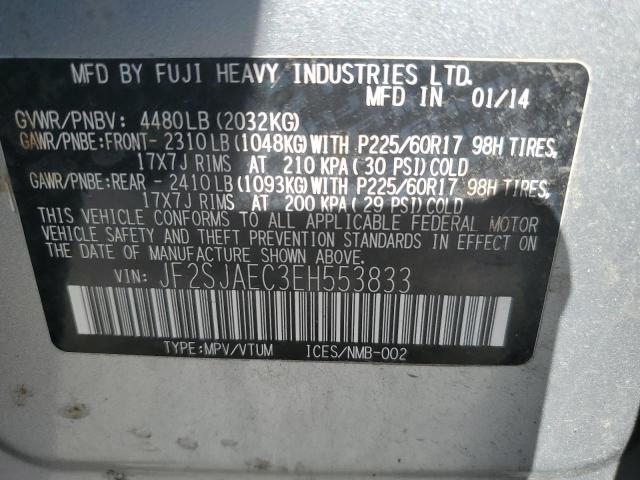 MFD BY FUJI HEAVY INDUSTRIES LTD.
MFD IN 01/14
GVWR/PNBV: 4480LB (2032KG)
GAWR/PNBE:FRONT- 2310LB (1048KG) WITH P225/60R17 98H TIRES,
17X7J RIMS AT 210 KPA (30 PSI) COLD
GAWR/PNBE:REAR - 2410LB (1093KG) WITH P225/60R17 98H TIRES,
17X7J RIMS AT 200 KPA (29 PSI) COLD
THIS VEHICLE CONFORMS TO ALL APPLICABLE FEDERAL MOTOR
VEHICLE SAFETY AND THEFT PREVENTION STANDARDS IN EFFECT ON
THE DATE OF MANUFACTURE SHOWN ABOVE.
VIN: JF2SJAEC3EH553833
TYPE:MPV/VTUM ICES/NMB-002